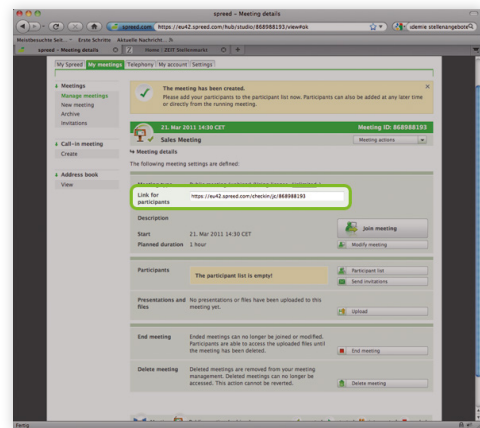 spreed – Meeting details
spreed.com https://eu42.spreed.com/hub/studio/868988193/view#ok
Meistbesuchte Seit... Erste Schritte Aktuelle Nachricht...
spreed – Meeting details
Home | ZEIT Stellenmarkt
My Spreed My meetings Telephony My account Settings
Meetings
Manage meetings
New meeting
Archive
Invitations
Call-in meeting
Create
Address book
View
The meeting has been created.
Please add your participants to the participant list now. Participants can also be added at any later time
or directly from the running meeting.
21. Mar 2011 14:30 CET Meeting ID: 868988193
Sales Meeting Meeting actions
Meeting details
The following meeting settings are defined:
Link for
participants
https://eu42.spreed.com/checkin/jc/868988193
Description
Start 21. Mar 2011 14:30 CET
Planned duration 1 hour
Join meeting
Modify meeting
Participants The participant list is empty!
Participant list
Send invitations
Presentations and
files
No presentations or files have been uploaded to this
meeting yet.
Upload
End meeting
Ended meetings can no longer be joined or modified.
Participants are able to access the uploaded files until
the meeting has been deleted.
End meeting
Delete meeting
Deleted meetings are removed from your meeting
management. Deleted meetings can no longer be
accessed. This action cannot be reverted.
Delete meeting
Fertig